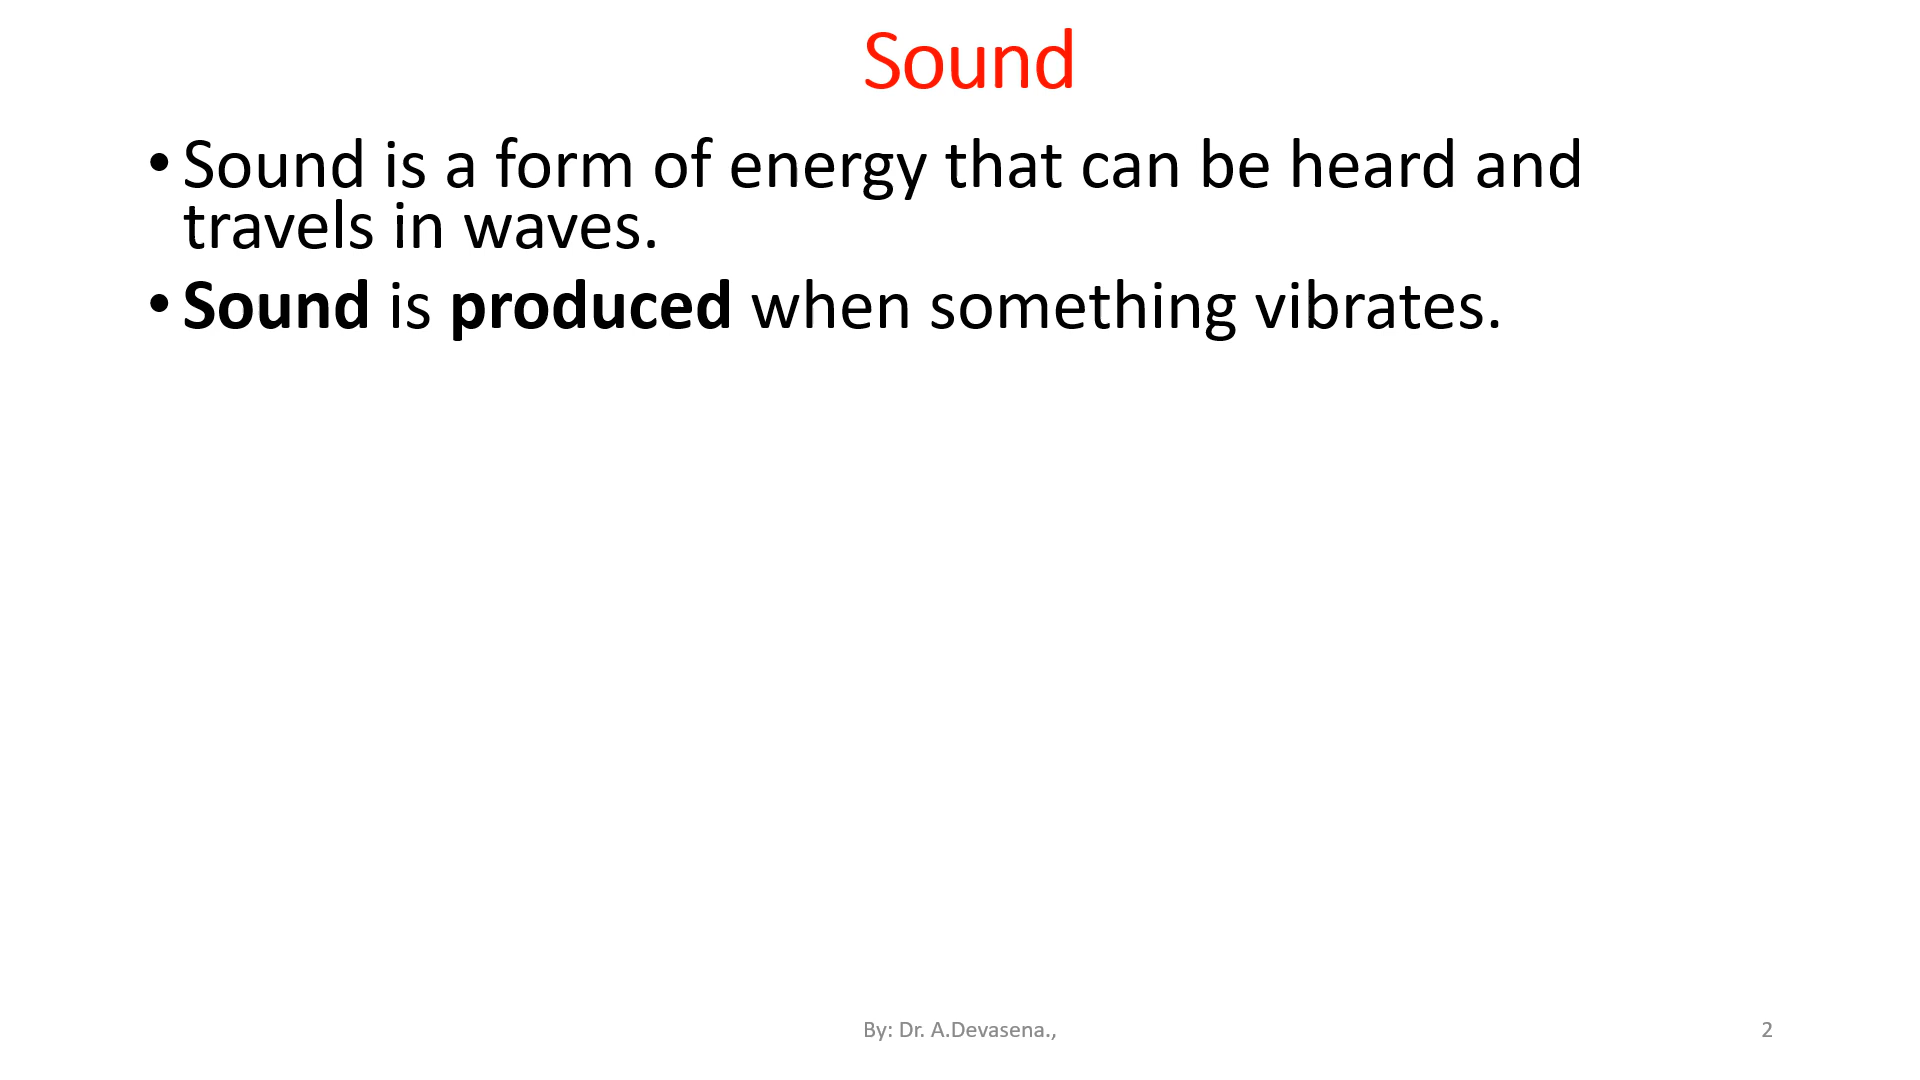 Sound
• Sound is a form of energy that can be heard and
travels in waves.
• Sound is produced when something vibrates.
By: Dr. A.Devasena.,
2